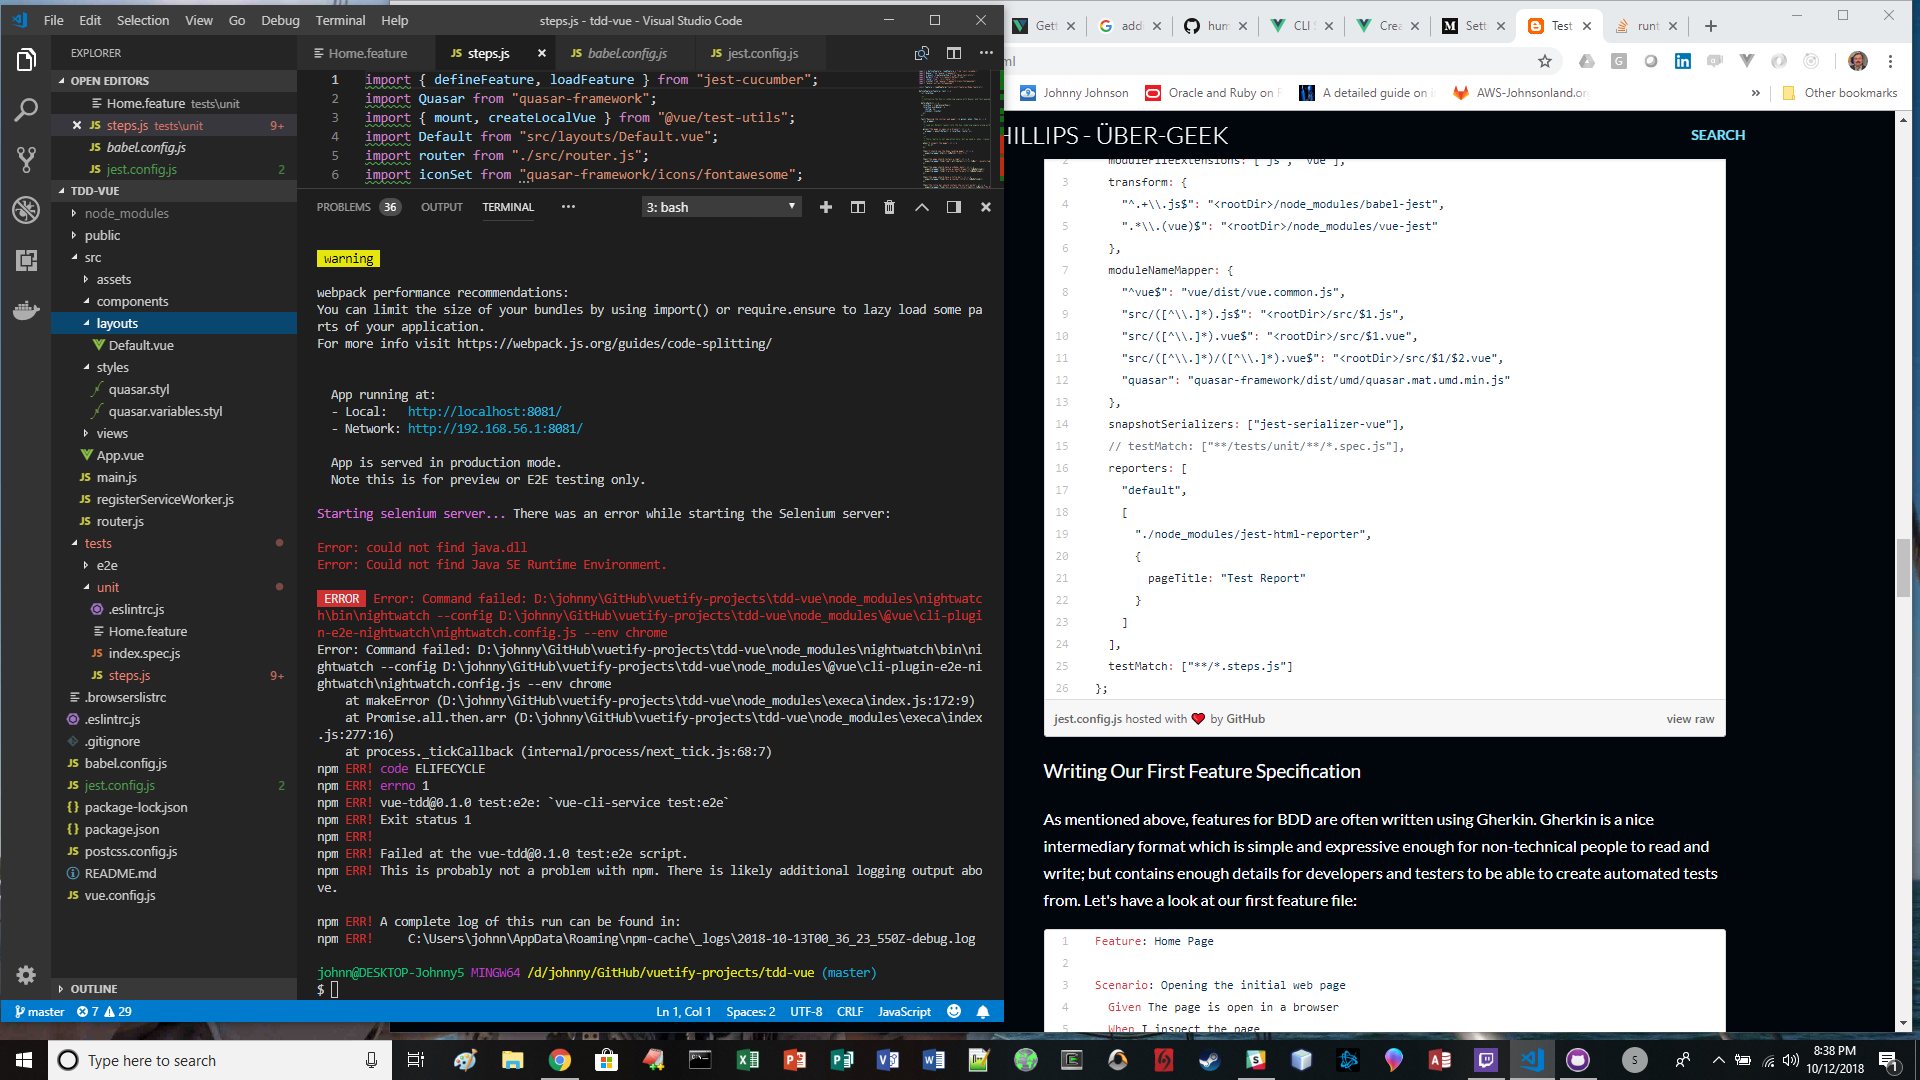 File Edit Selection View Go Debug Terminal Help
steps.js - tdd-vue - Visual Studio Code
EXPLORER
OPEN EDITORS
Home.feature tests\unit
steps.js tests\unit 9+
babel.config.js
jest.config.js 2
TDD-VUE
node_modules
public
src
assets
components
layouts
Default.vue
styles
quasar.styl
quasar.variables.styl
views
App.vue
JS main.js
JS registerServiceWorker.js
JS router.js
tests
e2e
unit
.eslintrc.js
Home.feature
JS index.spec.js
JS steps.js 9+
.browserslistrc
.eslintrc.js
.gitignore
JS babel.config.js
JS jest.config.js 2
{} package-lock.json
{} package.json
JS postcss.config.js
README.md
JS vue.config.js
OUTLINE
Home.feature
JS steps.js
JS babel.config.js
JS jest.config.js
1 import { defineFeature, loadFeature } from "jest-cucumber";
2 import Quasar from "quasar-framework";
3 import { mount, createLocalVue } from "@vue/test-utils";
4 import Default from "src/layouts/Default.vue";
5 import router from "./src/router.js";
6 import iconSet from "quasar-framework/icons/fontawesome";
PROBLEMS 36 OUTPUT TERMINAL ••• 3: bash
warning
webpack performance recommendations:
You can limit the size of your bundles by using import() or require.ensure to lazy load some pa
rts of your application.
For more info visit https://webpack.js.org/guides/code-splitting/
App running at:
- Local: http://localhost:8081/
- Network: http://192.168.56.1:8081/
App is served in production mode.
Note this is for preview or E2E testing only.
Starting selenium server... There was an error while starting the Selenium server:
Error: could not find java.dll
Error: Could not find Java SE Runtime Environment.
ERROR Error: Command failed: D:\johnny\GitHub\vuetify-projects\tdd-vue\node_modules\nightwatc
h\bin\nightwatch --config D:\johnny\GitHub\vuetify-projects\tdd-vue\node_modules\@vue\cli-plugi
n-e2e-nightwatch\nightwatch.config.js --env chrome
Error: Command failed: D:\johnny\GitHub\vuetify-projects\tdd-vue\node_modules\nightwatch\bin\ni
ghtwatch --config D:\johnny\GitHub\vuetify-projects\tdd-vue\node_modules\@vue\cli-plugin-e2e-ni
ghtwatch\nightwatch.config.js --env chrome
at makeError (D:\johnny\GitHub\vuetify-projects\tdd-vue\node_modules\execa\index.js:172:9)
at Promise.all.then.arr (D:\johnny\GitHub\vuetify-projects\tdd-vue\node_modules\execa\index
.js:277:16)
at process._tickCallback (internal/process/next_tick.js:68:7)
npm ERR! code ELIFECYCLE
npm ERR! errno 1
npm ERR! vue-tdd@0.1.0 test:e2e: `vue-cli-service test:e2e`
npm ERR! Exit status 1
npm ERR!
npm ERR! Failed at the vue-tdd@0.1.0 test:e2e script.
npm ERR! This is probably not a problem with npm. There is likely additional logging output abo
ve.
npm ERR! A complete log of this run can be found in:
npm ERR! C:\Users\johnn\AppData\Roaming\npm-cache\_logs\2018-10-13T00_36_23_550Z-debug.log
johnn@DESKTOP-Johnny5 MINGW64 /d/johnny/GitHub/vuetify-projects/tdd-vue (master)
$
master 7 29
Ln 1, Col 1 Spaces: 2 UTF-8 CRLF JavaScript
Gett addi hum CLI S Crea Sett Test runt
ml
Johnny Johnson Oracle and Ruby on A detailed guide on AWS-Johnsonland.or » Other bookmarks
HILLIPS - ÜBER-GEEK
SEARCH
2 moduleFileExtensions: ["js", "vue"],
3 transform: {
4 "^.+\\.js$": "<rootDir>/node_modules/babel-jest",
5 ".*\\.(vue)$": "<rootDir>/node_modules/vue-jest"
6 },
7 moduleNameMapper: {
8 "^vue$": "vue/dist/vue.common.js",
9 "src/([^\\.]*).js$": "<rootDir>/src/$1.js",
10 "src/([^\\.]*).vue$": "<rootDir>/src/$1.vue",
11 "src/([^\\.]*)/([^\\.]*).vue$": "<rootDir>/src/$1/$2.vue",
12 "quasar": "quasar-framework/dist/umd/quasar.mat.umd.min.js"
13 },
14 snapshotSerializers: ["jest-serializer-vue"],
15 // testMatch: ["**/tests/unit/**/*.spec.js"],
16 reporters: [
17 "default",
18 [
19 "./node_modules/jest-html-reporter",
20 {
21 pageTitle: "Test Report"
22 }
23 ]
24 ],
25 testMatch: ["**/*.steps.js"]
26 };
jest.config.js hosted with ❤ by GitHub view raw
Writing Our First Feature Specification
As mentioned above, features for BDD are often written using Gherkin. Gherkin is a nice
intermediary format which is simple and expressive enough for non-technical people to read and
write; but contains enough details for developers and testers to be able to create automated tests
from. Let's have a look at our first feature file:
1 Feature: Home Page
2
3 Scenario: Opening the initial web page
4 Given The page is open in a browser
5 When I inspect the page
Type here to search
8:38 PM
10/12/2018